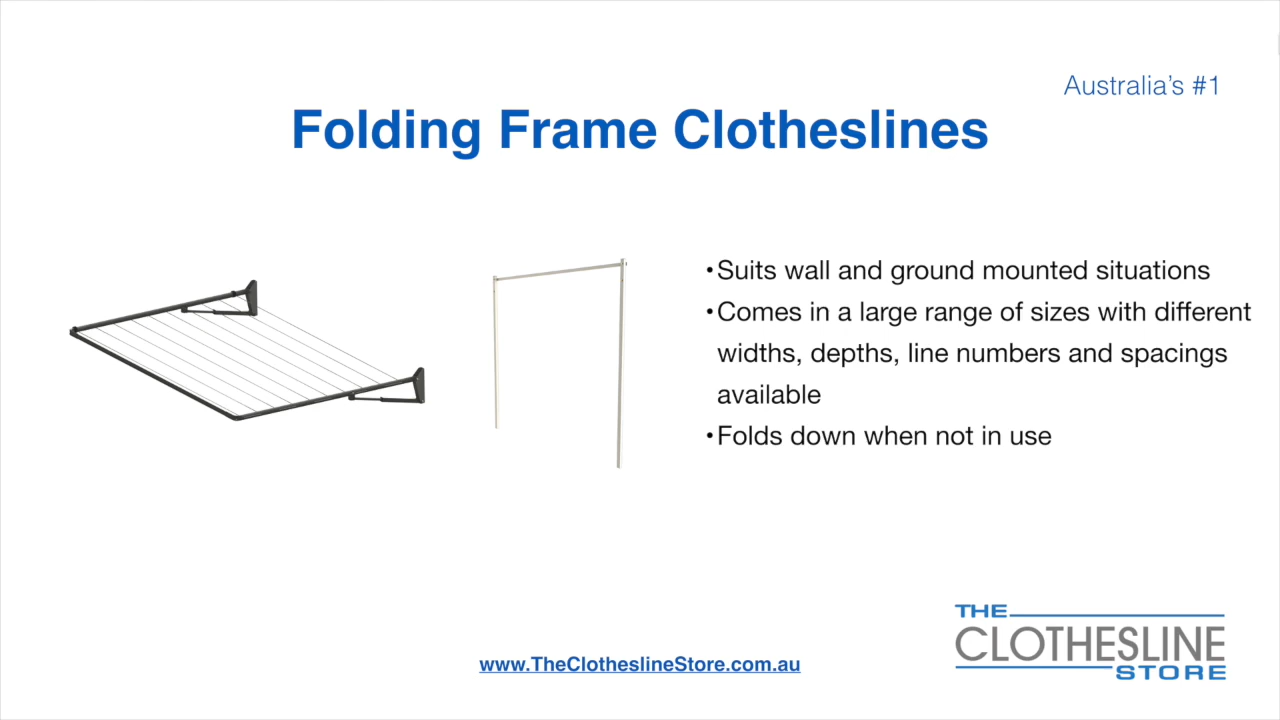 Australia's #1
Folding Frame Clotheslines
•Suits wall and ground mounted situations
•Comes in a large range of sizes with different
widths, depths, line numbers and spacings
available
•Folds down when not in use
THE
CLOTHESLINE
STORE
www.TheClotheslineStore.com.au